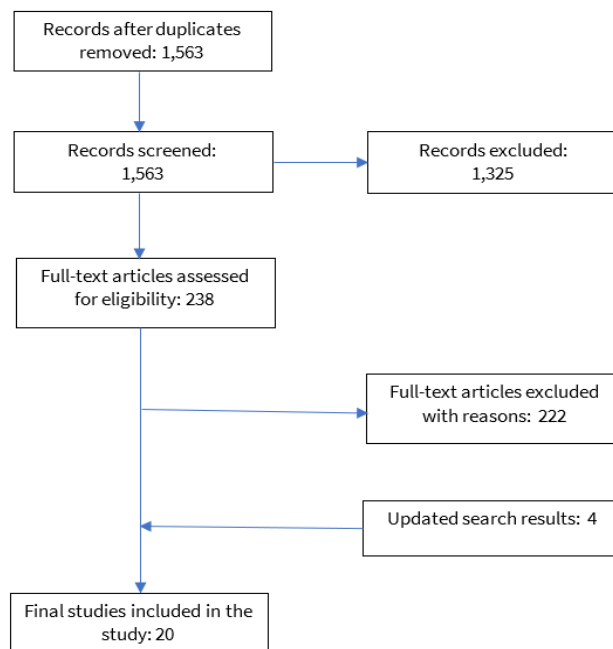 Records after duplicates
removed: 1,563
Records screened:
1,563
Records excluded:
1,325
Full-text articles assessed
for eligibility: 238
Full-text articles excluded
with reasons: 222
Updated search results: 4
Final studies included in the
study: 20